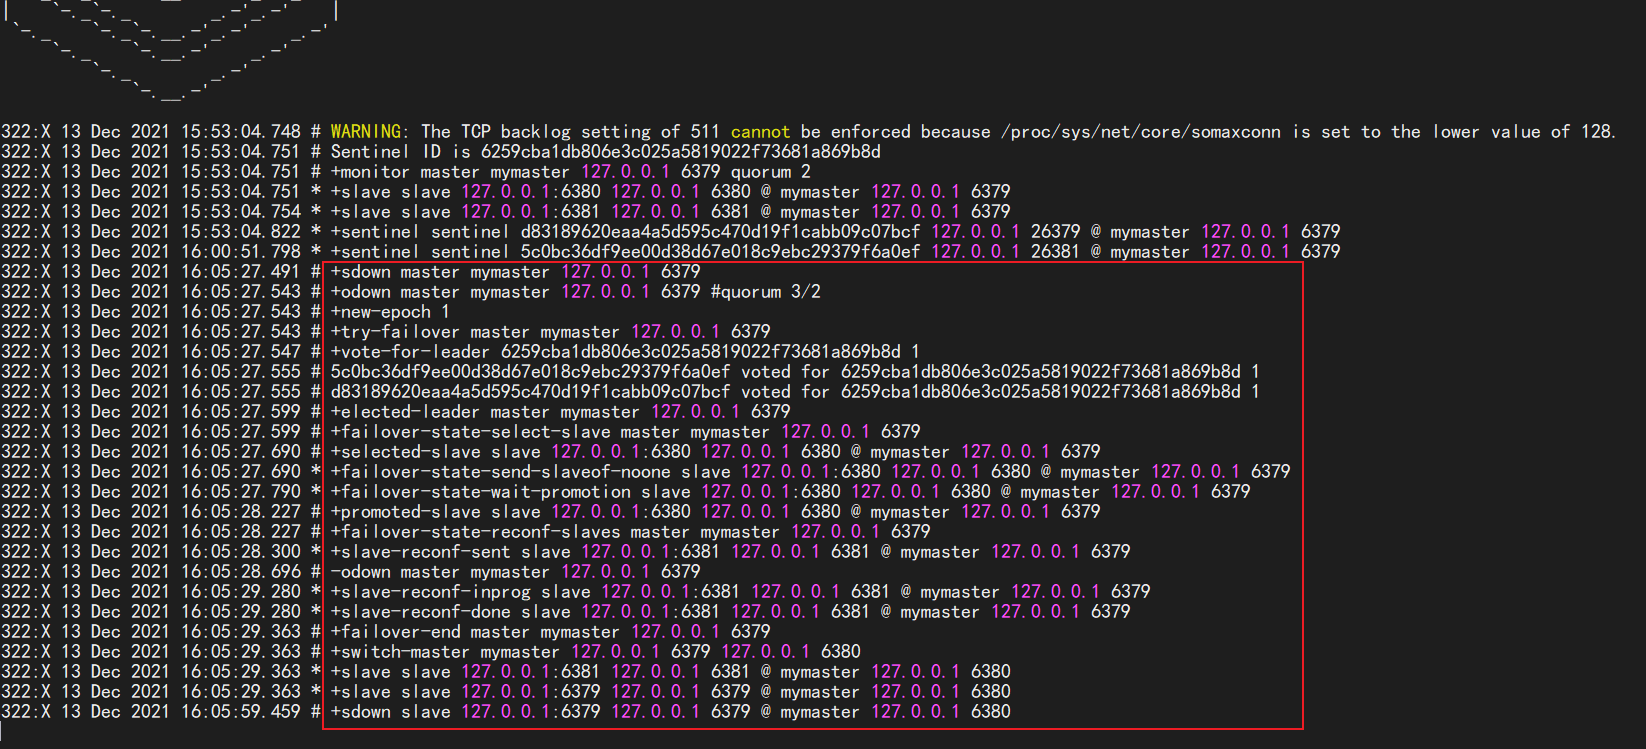 322:X 13 Dec 2021 15:53:04.748 # WARNING: The TCP backlog setting of 511 cannot be enforced because /proc/sys/net/core/somaxconn is set to the lower value of 128.
322:X 13 Dec 2021 15:53:04.751 # Sentinel ID is 6259cba1db806e3c025a5819022f73681a869b8d
322:X 13 Dec 2021 15:53:04.751 # +monitor master mymaster 127.0.0.1 6379 quorum 2
322:X 13 Dec 2021 15:53:04.751 * +slave slave 127.0.0.1:6380 127.0.0.1 6380 @ mymaster 127.0.0.1 6379
322:X 13 Dec 2021 15:53:04.754 * +slave slave 127.0.0.1:6381 127.0.0.1 6381 @ mymaster 127.0.0.1 6379
322:X 13 Dec 2021 15:53:04.822 * +sentinel sentinel d83189620eaa4a5d595c470d19f1cabb09c07bcf 127.0.0.1 26379 @ mymaster 127.0.0.1 6379
322:X 13 Dec 2021 16:00:51.798 * +sentinel sentinel 5c0bc36df9ee00d38d67e018c9ebc29379f6a0ef 127.0.0.1 26381 @ mymaster 127.0.0.1 6379
322:X 13 Dec 2021 16:05:27.491 # +sdown master mymaster 127.0.0.1 6379
322:X 13 Dec 2021 16:05:27.543 # +odown master mymaster 127.0.0.1 6379 #quorum 3/2
322:X 13 Dec 2021 16:05:27.543 # +new-epoch 1
322:X 13 Dec 2021 16:05:27.543 # +try-failover master mymaster 127.0.0.1 6379
322:X 13 Dec 2021 16:05:27.547 # +vote-for-leader 6259cba1db806e3c025a5819022f73681a869b8d 1
322:X 13 Dec 2021 16:05:27.555 # 5c0bc36df9ee00d38d67e018c9ebc29379f6a0ef voted for 6259cba1db806e3c025a5819022f73681a869b8d 1
322:X 13 Dec 2021 16:05:27.555 # d83189620eaa4a5d595c470d19f1cabb09c07bcf voted for 6259cba1db806e3c025a5819022f73681a869b8d 1
322:X 13 Dec 2021 16:05:27.599 # +elected-leader master mymaster 127.0.0.1 6379
322:X 13 Dec 2021 16:05:27.599 # +failover-state-select-slave master mymaster 127.0.0.1 6379
322:X 13 Dec 2021 16:05:27.690 # +selected-slave slave 127.0.0.1:6380 127.0.0.1 6380 @ mymaster 127.0.0.1 6379
322:X 13 Dec 2021 16:05:27.690 * +failover-state-send-slaveof-noone slave 127.0.0.1:6380 127.0.0.1 6380 @ mymaster 127.0.0.1 6379
322:X 13 Dec 2021 16:05:27.790 * +failover-state-wait-promotion slave 127.0.0.1:6380 127.0.0.1 6380 @ mymaster 127.0.0.1 6379
322:X 13 Dec 2021 16:05:28.227 # +promoted-slave slave 127.0.0.1:6380 127.0.0.1 6380 @ mymaster 127.0.0.1 6379
322:X 13 Dec 2021 16:05:28.227 # +failover-state-reconf-slaves master mymaster 127.0.0.1 6379
322:X 13 Dec 2021 16:05:28.300 * +slave-reconf-sent slave 127.0.0.1:6381 127.0.0.1 6381 @ mymaster 127.0.0.1 6379
322:X 13 Dec 2021 16:05:28.696 # -odown master mymaster 127.0.0.1 6379
322:X 13 Dec 2021 16:05:29.280 * +slave-reconf-inprog slave 127.0.0.1:6381 127.0.0.1 6381 @ mymaster 127.0.0.1 6379
322:X 13 Dec 2021 16:05:29.280 * +slave-reconf-done slave 127.0.0.1:6381 127.0.0.1 6381 @ mymaster 127.0.0.1 6379
322:X 13 Dec 2021 16:05:29.363 # +failover-end master mymaster 127.0.0.1 6379
322:X 13 Dec 2021 16:05:29.363 # +switch-master mymaster 127.0.0.1 6379 127.0.0.1 6380
322:X 13 Dec 2021 16:05:29.363 * +slave slave 127.0.0.1:6381 127.0.0.1 6381 @ mymaster 127.0.0.1 6380
322:X 13 Dec 2021 16:05:29.363 * +slave slave 127.0.0.1:6379 127.0.0.1 6379 @ mymaster 127.0.0.1 6380
322:X 13 Dec 2021 16:05:59.459 # +sdown slave 127.0.0.1:6379 127.0.0.1 6379 @ mymaster 127.0.0.1 6380